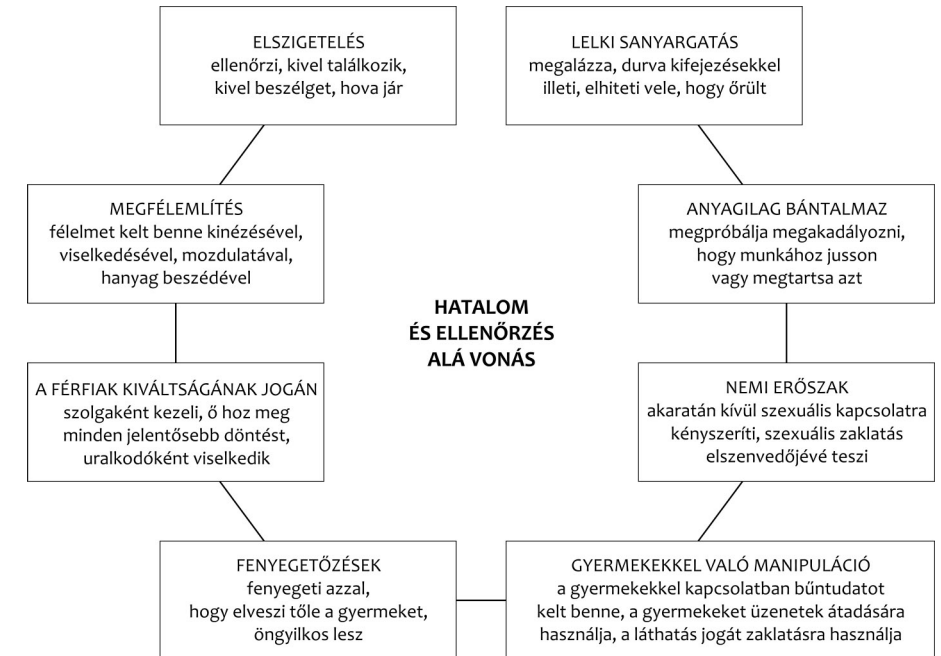 ELSZIGETELÉS
ellenőrzi, kivel találkozik,
kivel beszélget, hova jár
LELKI SANYARGATÁS
megalázza, durva kifejezésekkel
illeti, elhiteti vele, hogy őrült
MEGFÉLEMLÍTÉS
félelmet kelt benne kinézésével,
viselkedésével, mozdulatával,
hanyag beszédével
ANYAGILAG BÁNTALMAZ
megpróbálja megakadályozni,
hogy munkához jusson
vagy megtartsa azt
HATALOM
ÉS ELLENŐRZÉS
ALÁ VONÁS
A FÉRFIAK KIVÁLTSÁGÁNAK JOGÁN
szolgaként kezeli, ő hoz meg
minden jelentősebb döntést,
uralkodóként viselkedik
NEMI ERŐSZAK
akaratán kívül szexuális kapcsolatra
kényszeríti, szexuális zaklatás
elszenvedőjévé teszi
FENYEGETŐZÉSEK
fenyegeti azzal,
hogy elveszi tőle a gyermeket,
öngyilkos lesz
GYERMEKEKKEL VALÓ MANIPULÁCIÓ
a gyermekekkel kapcsolatban bűntudatot
kelt benne, a gyermekeket üzenetek átadására
használja, a láthatás jogát zaklatásra használja